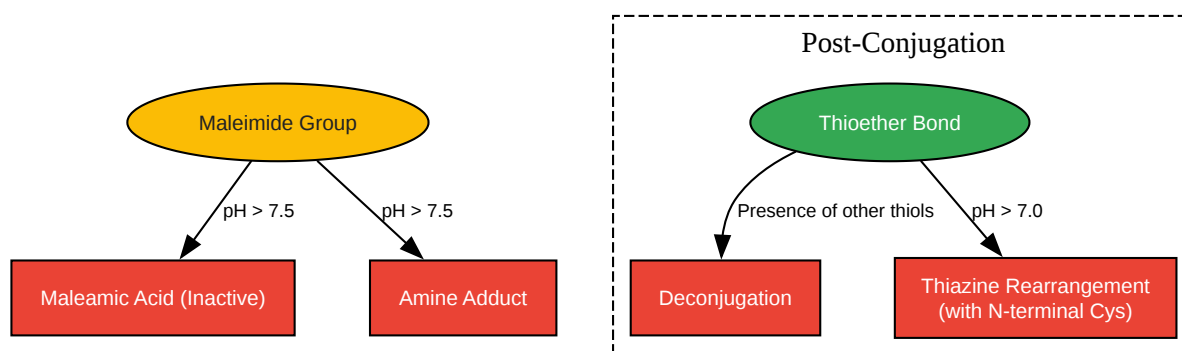 Post-Conjugation
Maleimide Group
Thioether Bond
pH > 7.5
pH > 7.5
Presence of other thiols
pH > 7.0
Maleamic Acid (Inactive)
Amine Adduct
Deconjugation
Thiazine Rearrangement
(with N-terminal Cys)